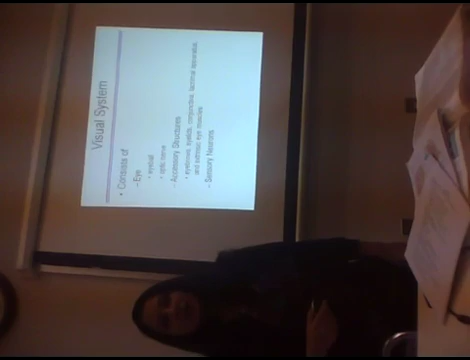 Visual System
• Consists of
– Eye
• eyeball
• optic nerve
– Accessory Structures
• eyebrows, eyelids, conjunctiva, lacrimal apparatus,
and extrinsic eye muscles
– Sensory Neurons